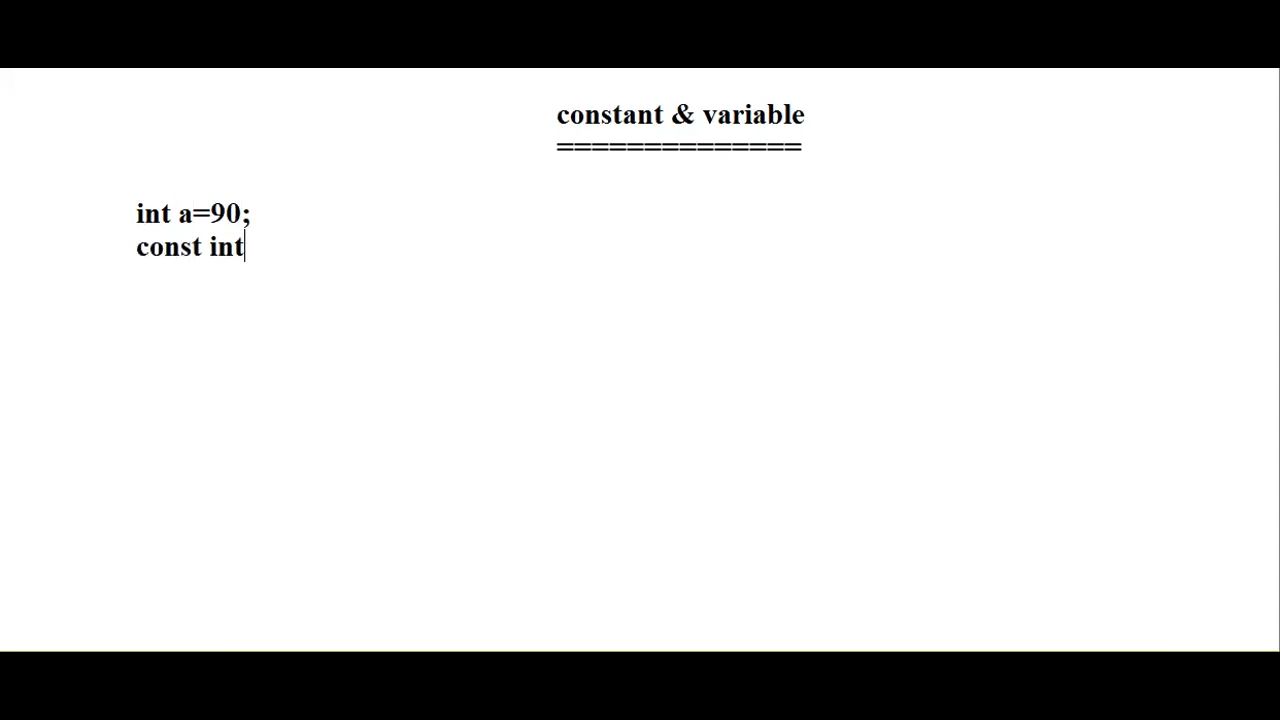 constant & variable
==============
int a=90;
const int